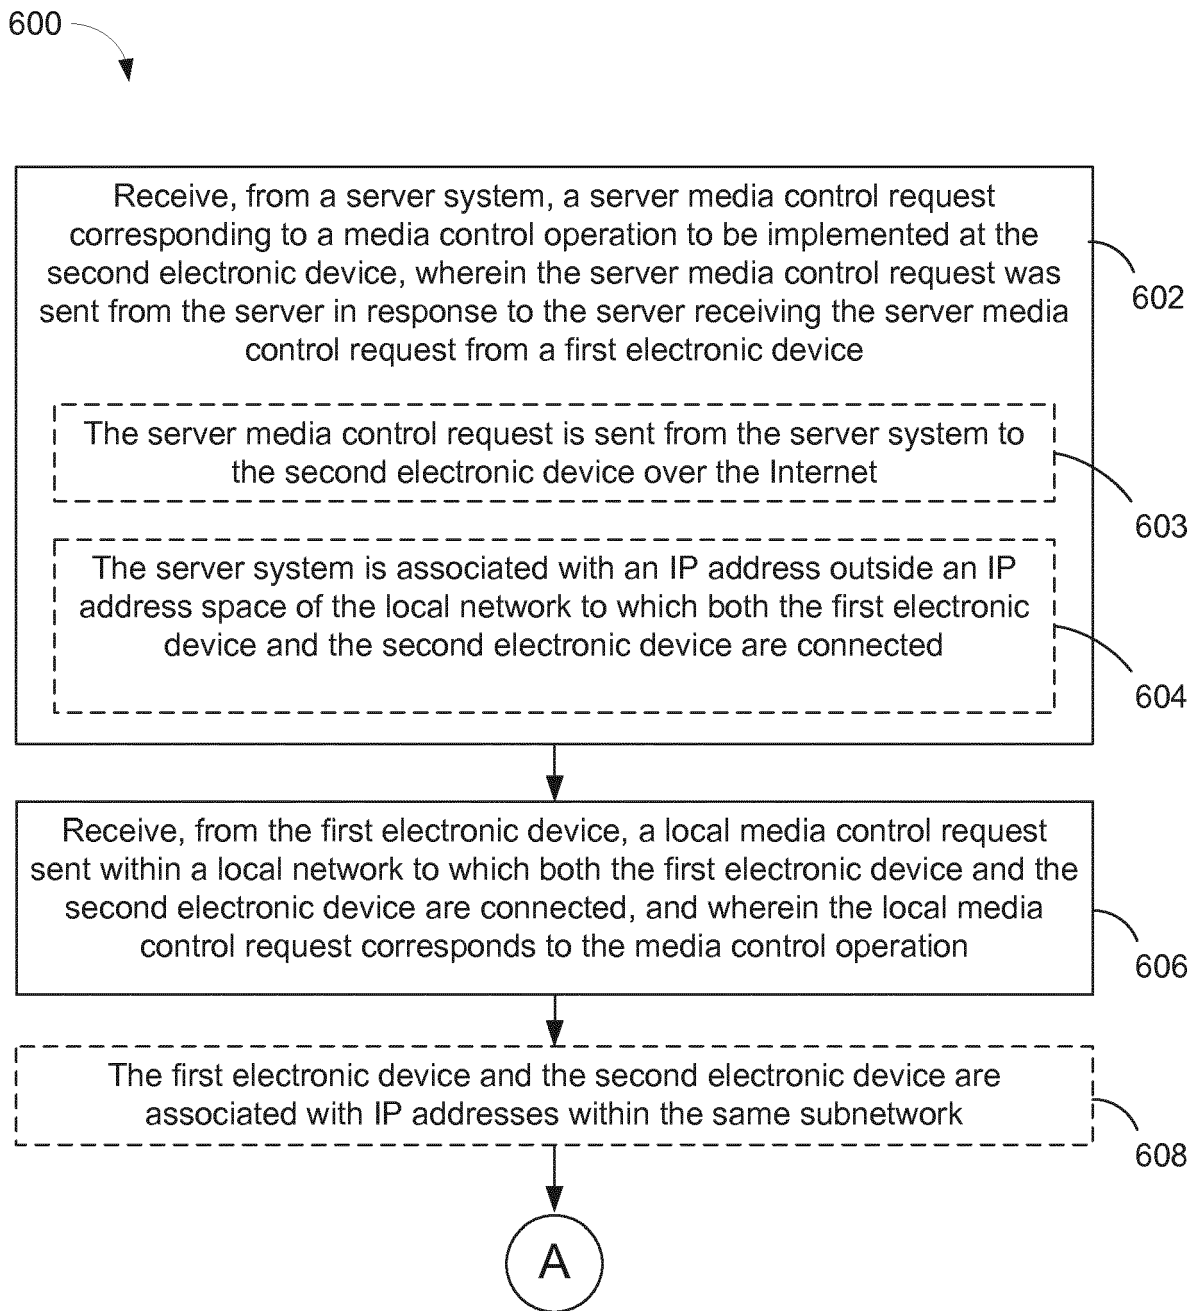 600
Receive, from a server system, a server media control request
corresponding to a media control operation to be implemented at the
second electronic device, wherein the server media control request was
sent from the server in response to the server receiving the server media
control request from a first electronic device
602
The server media control request is sent from the server system to
the second electronic device over the Internet
603
The server system is associated with an IP address outside an IP
address space of the local network to which both the first electronic
device and the second electronic device are connected
604
Receive, from the first electronic device, a local media control request
sent within a local network to which both the first electronic device and the
second electronic device are connected, and wherein the local media
control request corresponds to the media control operation
606
The first electronic device and the second electronic device are
associated with IP addresses within the same subnetwork
608
A